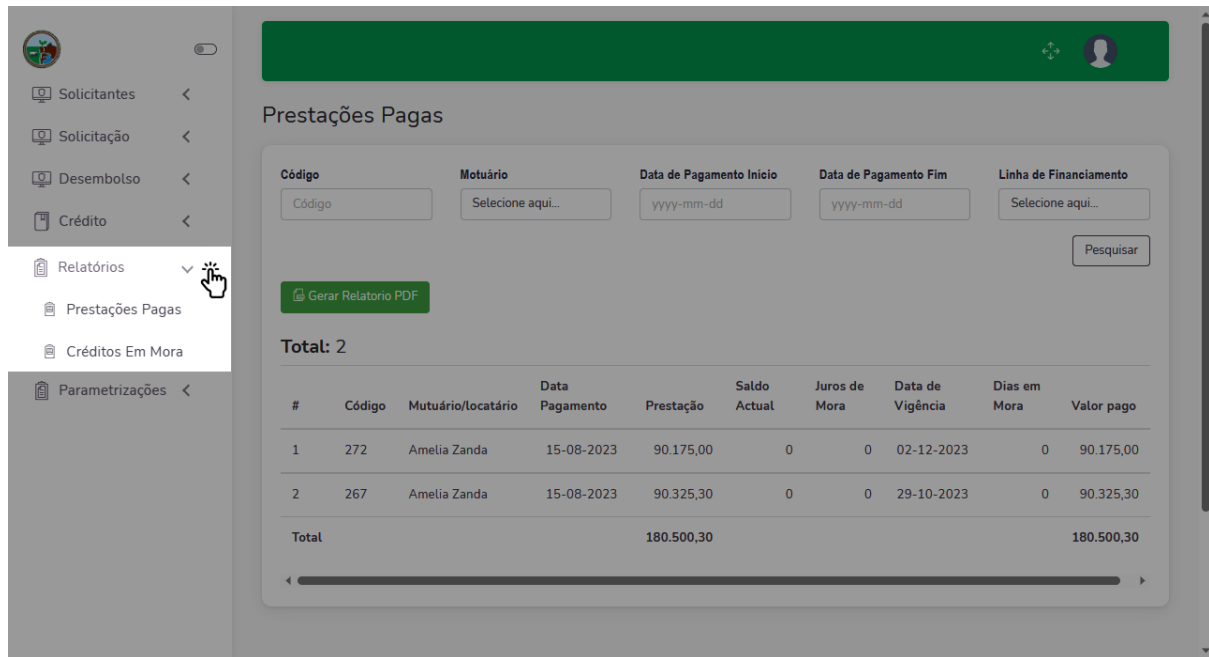 Solicitantes
Solicitação
Desembolso
Crédito
Relatórios
Prestações Pagas
Créditos Em Mora
Parametrizações
Prestações Pagas
Código Motuário Data de Pagamento Inicio Data de Pagamento Fim Linha de Financiamento
Código Selecione aqui... yyyy-mm-dd yyyy-mm-dd Selecione aqui...
Pesquisar
Gerar Relatorio PDF
Total: 2
# Código Mutuário/locatário Data Pagamento Prestação Saldo Actual Juros de Mora Data de Vigência Dias em Mora Valor pago
1 272 Amelia Zanda 15-08-2023 90.175,00 0 0 02-12-2023 0 90.175,00
2 267 Amelia Zanda 15-08-2023 90.325,30 0 0 29-10-2023 0 90.325,30
Total 180.500,30 180.500,30